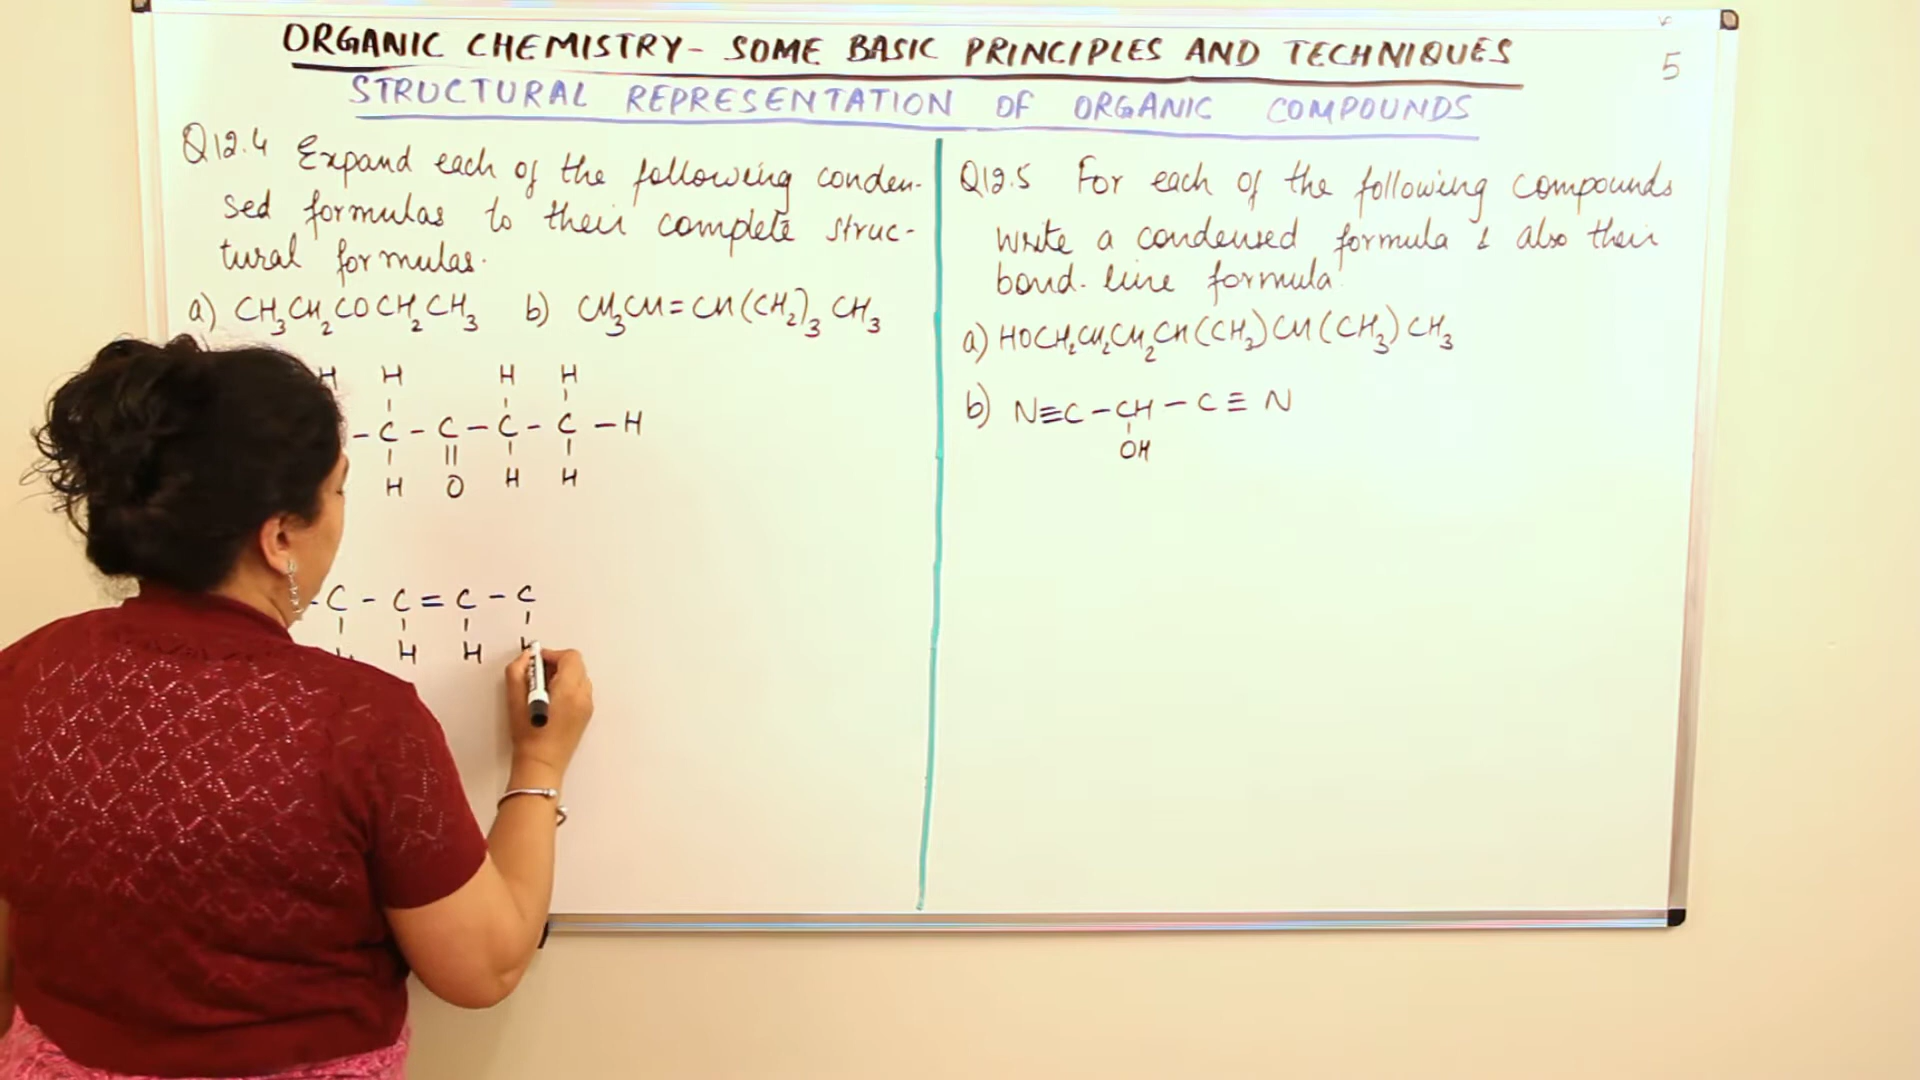 ORGANIC CHEMISTRY- SOME BASIC PRINCIPLES AND TECHNIQUES
5
STRUCTURAL REPRESENTATION OF ORGANIC COMPOUNDS
Q12.4 Expand each of the following conden-
sed formulas to their complete struc-
tural formulas.
a) CH₃CH₂COCH₂CH₃ b) CH₃CH=CH(CH₂)₃CH₃
H H H H
-C-C-C-C-H
H O H H
-C-C=C-C
H H H
Q12.5 For each of the following compounds
write a condensed formula & also their
bond-line formula.
a) HOCH₂CH₂CH₂CH(CH₃)CH(CH₃)CH₃
b) N≡C-CH-C≡N
OH